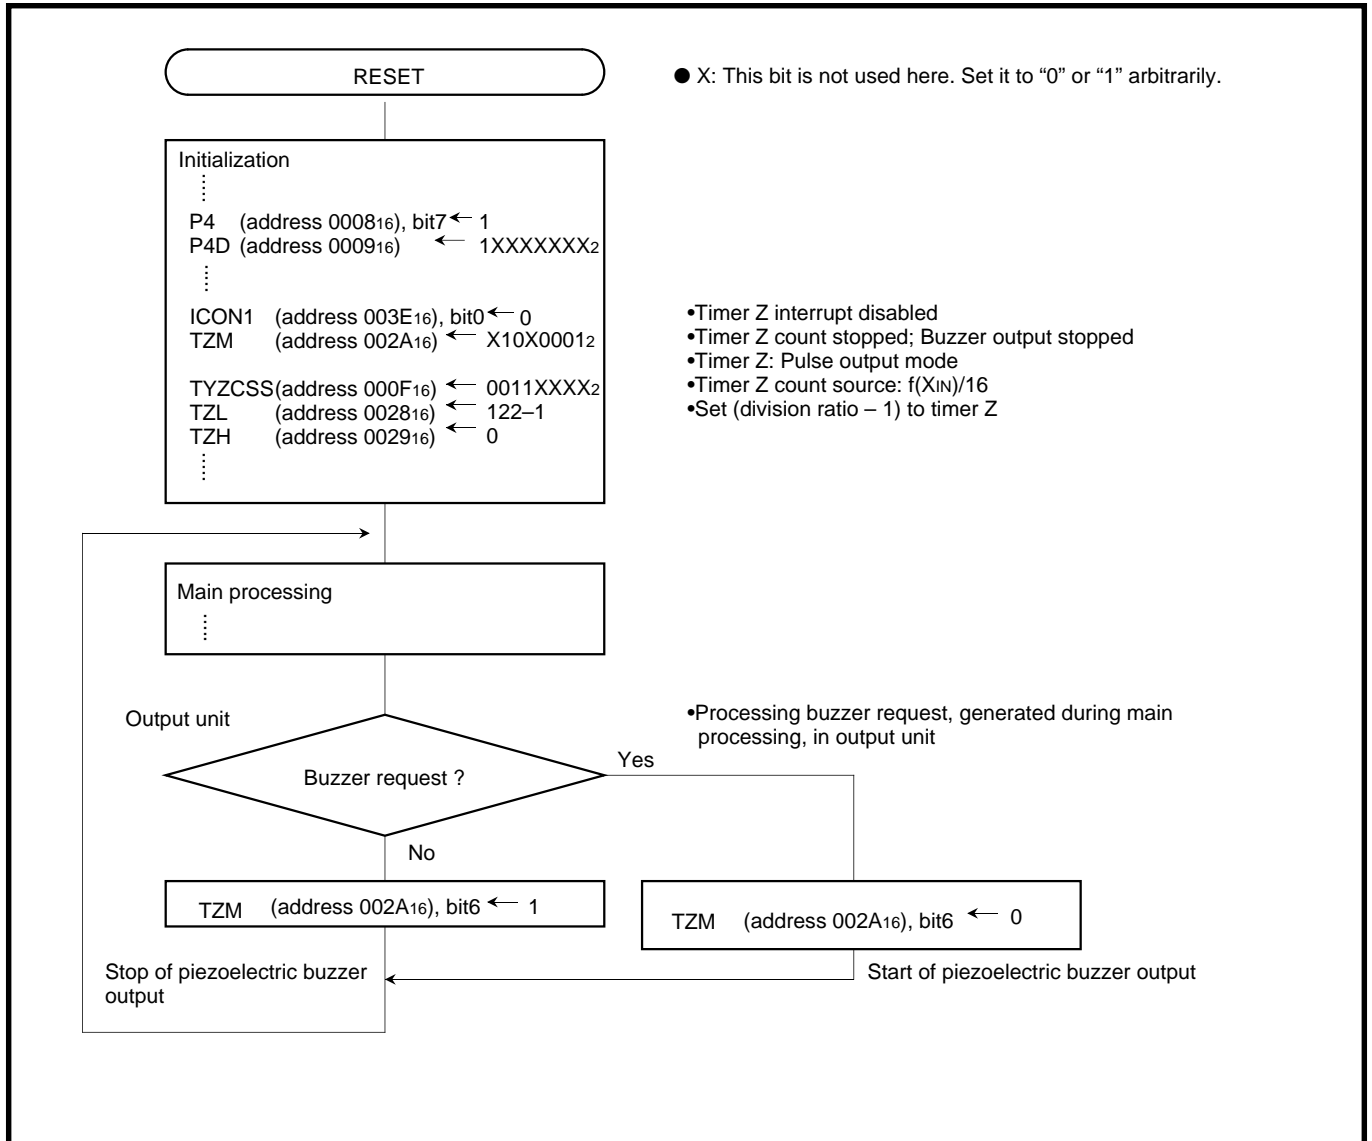 RESET
● X: This bit is not used here. Set it to “0” or “1” arbitrarily.
Initialization
P4 (address 000816), bit7 ← 1
P4D (address 000916) ← 1XXXXXXX2
ICON1 (address 003E16), bit0 ← 0
TZM (address 002A16) ← X10X00012
TYZCSS(address 000F16) ← 0011XXXX2
TZL (address 002816) ← 122–1
TZH (address 002916) ← 0
•Timer Z interrupt disabled
•Timer Z count stopped; Buzzer output stopped
•Timer Z: Pulse output mode
•Timer Z count source: f(XIN)/16
•Set (division ratio – 1) to timer Z
Main processing
Output unit
•Processing buzzer request, generated during main
processing, in output unit
Buzzer request ?
Yes
No
TZM (address 002A16), bit6 ← 1
TZM (address 002A16), bit6 ← 0
Stop of piezoelectric buzzer
output
Start of piezoelectric buzzer output